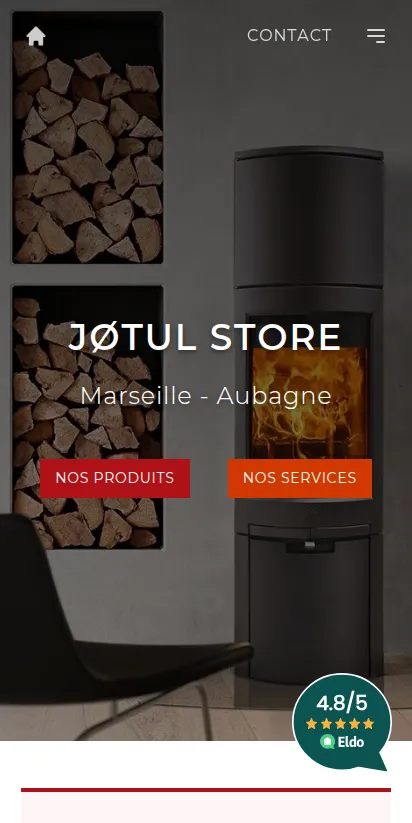 CONTACT
JØTUL STORE
Marseille - Aubagne
NOS PRODUITS
NOS SERVICES
4.8/5
Eldo